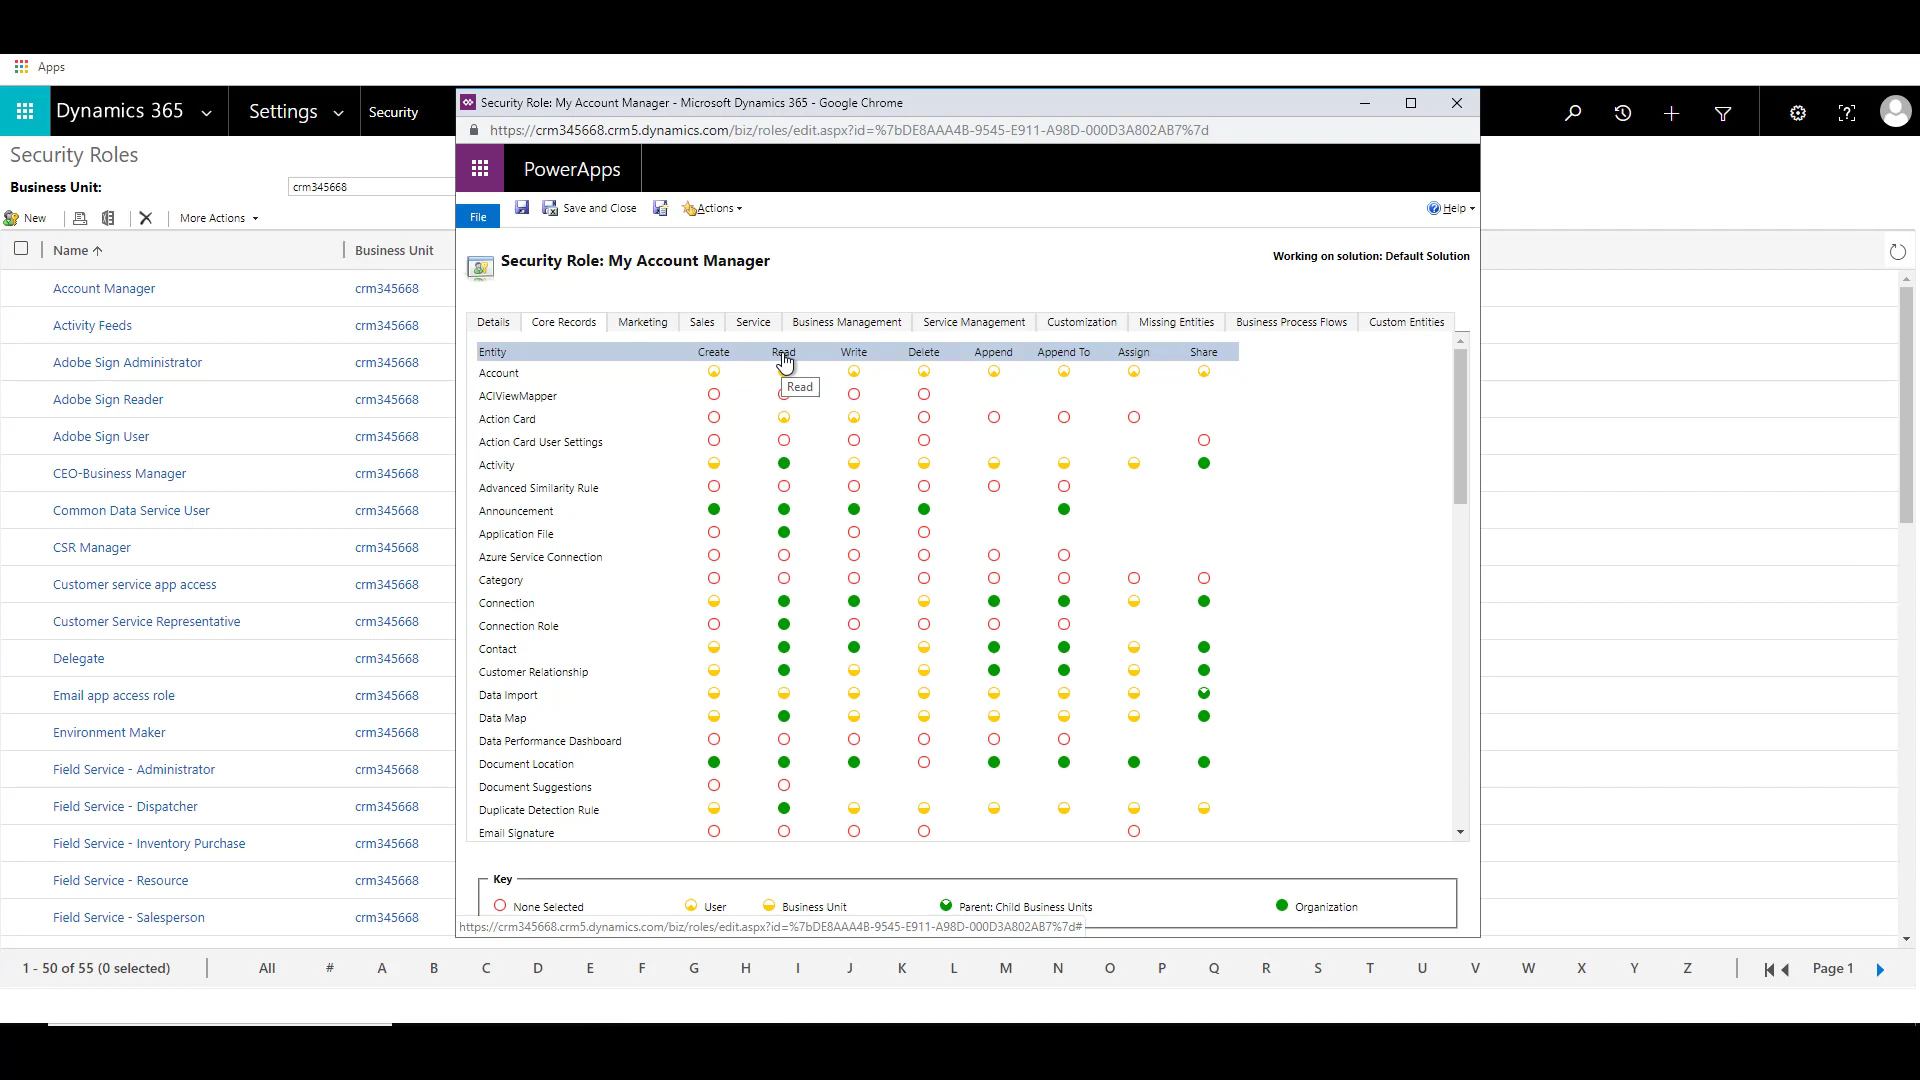 Apps
Dynamics 365 Settings Security
Security Role: My Account Manager - Microsoft Dynamics 365 - Google Chrome
https://crm345668.crm5.dynamics.com/biz/roles/edit.aspx?id=%7bDE8AAA4B-9545-E911-A98D-000D3A802AB7%7d
PowerApps
File Save and Close Actions Help
Security Role: My Account Manager
Working on solution: Default Solution
Details Core Records Marketing Sales Service Business Management Service Management Customization Missing Entities Business Process Flows Custom Entities
Entity Create Read Write Delete Append Append To Assign Share
Account
Read
ACIViewMapper
Action Card
Action Card User Settings
Activity
Advanced Similarity Rule
Announcement
Application File
Azure Service Connection
Category
Connection
Connection Role
Contact
Customer Relationship
Data Import
Data Map
Data Performance Dashboard
Document Location
Document Suggestions
Duplicate Detection Rule
Email Signature
Key
None Selected User Business Unit Parent: Child Business Units Organization
https://crm345668.crm5.dynamics.com/biz/roles/edit.aspx?id=%7bDE8AAA4B-9545-E911-A98D-000D3A802AB7%7d#
Security Roles
Business Unit: crm345668
New More Actions
Name Business Unit
Account Manager crm345668
Activity Feeds crm345668
Adobe Sign Administrator crm345668
Adobe Sign Reader crm345668
Adobe Sign User crm345668
CEO-Business Manager crm345668
Common Data Service User crm345668
CSR Manager crm345668
Customer service app access crm345668
Customer Service Representative crm345668
Delegate crm345668
Email app access role crm345668
Environment Maker crm345668
Field Service - Administrator crm345668
Field Service - Dispatcher crm345668
Field Service - Inventory Purchase crm345668
Field Service - Resource crm345668
Field Service - Salesperson crm345668
1 - 50 of 55 (0 selected) All # A B C D E F G H I J K L M N O P Q R S T U V W X Y Z Page 1